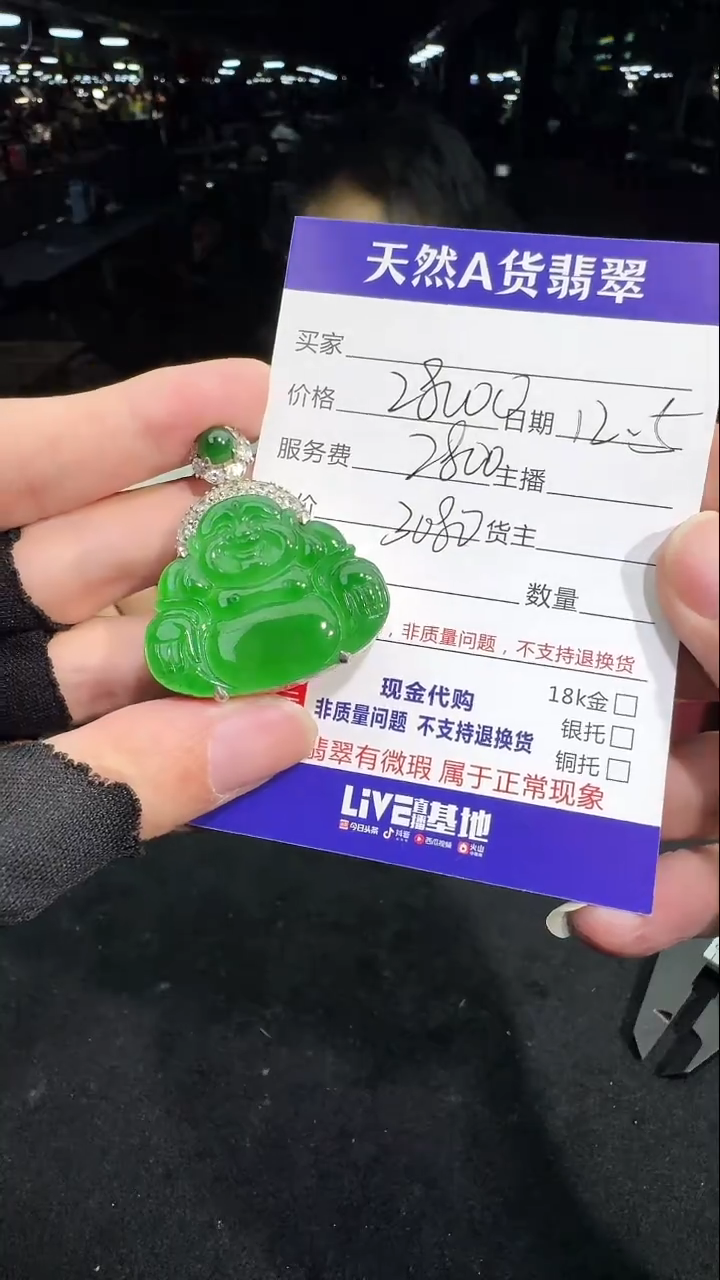 天然A货翡翠
买家
价格 28000 日期 12-5
服务费 2800 主播
价 货主
数量
，非质量问题，不支持退换货
现金代购 18k金
非质量问题 不支持退换货 银托
铜托
翡翠有微瑕 属于正常现象
LiVE直播基地
今日头条 抖音 西瓜视频 火山